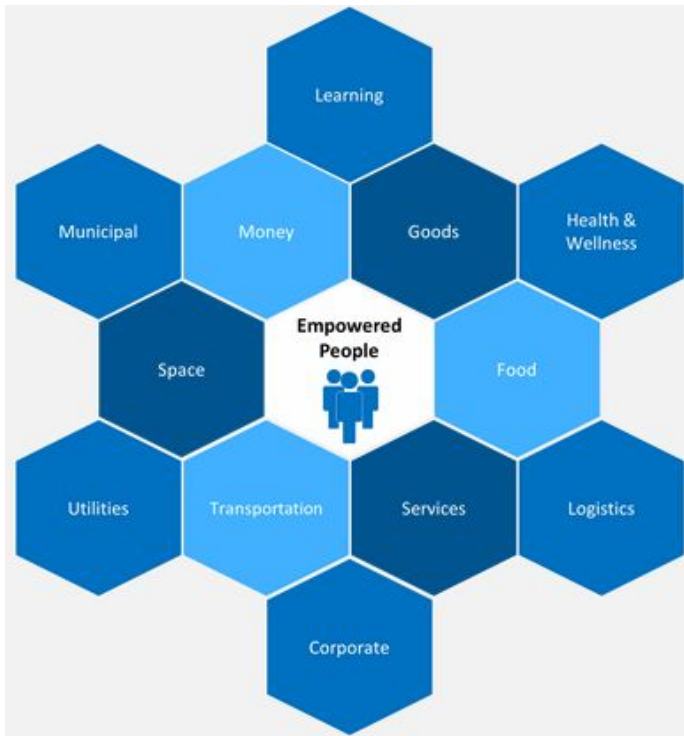 Learning
Municipal
Money
Goods
Health &
Wellness
Space
Empowered
People
Food
Utilities
Transportation
Services
Logistics
Corporate